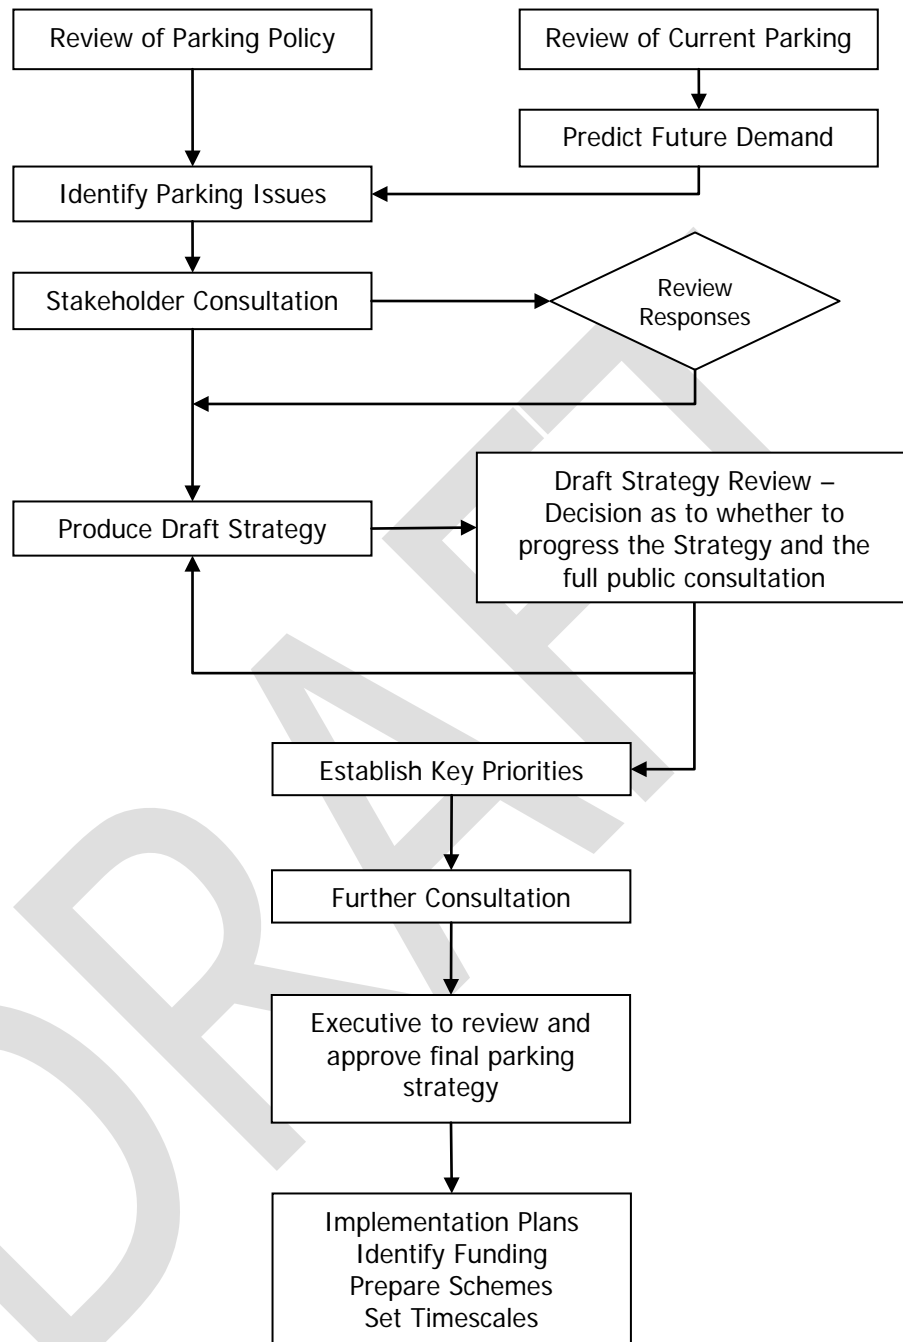 Review of Parking Policy
Review of Current Parking
Predict Future Demand
Identify Parking Issues
Stakeholder Consultation
Review
Responses
Produce Draft Strategy
Draft Strategy Review –
Decision as to whether to
progress the Strategy and the
full public consultation
Establish Key Priorities
Further Consultation
Executive to review and
approve final parking
strategy
Implementation Plans
Identify Funding
Prepare Schemes
Set Timescales
DRAFT